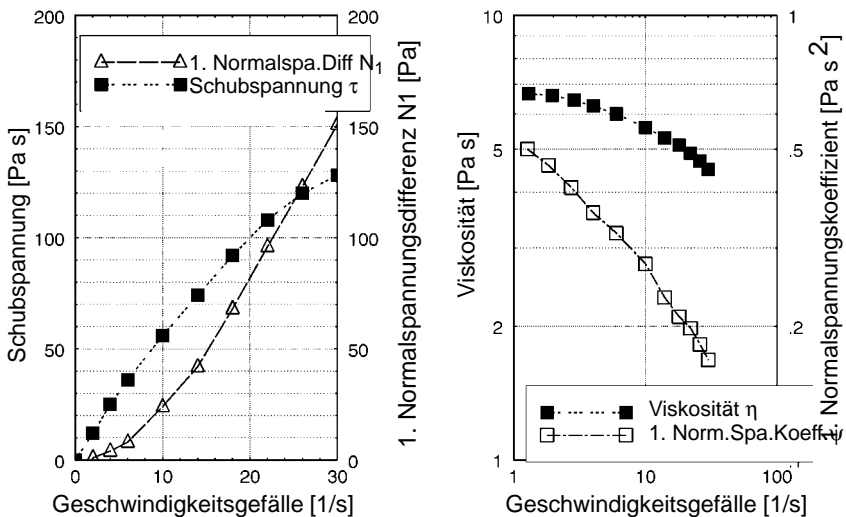 200
150
100
50
0
Schubspannung [Pa s]
1. Normalspa.Diff N₁
Schubspannung τ
200
150
100
50
0
1. Normalspannungsdifferenz N1 [Pa]
0
10
20
30
Geschwindigkeitsgefälle [1/s]
10
5
2
1
Viskosität [Pa s]
Viskosität η
1. Norm.Spa.Koeff.
1
.5
.2
Normalspannungskoeffizient [Pa s²]
1
10
100
Geschwindigkeitsgefälle [1/s]